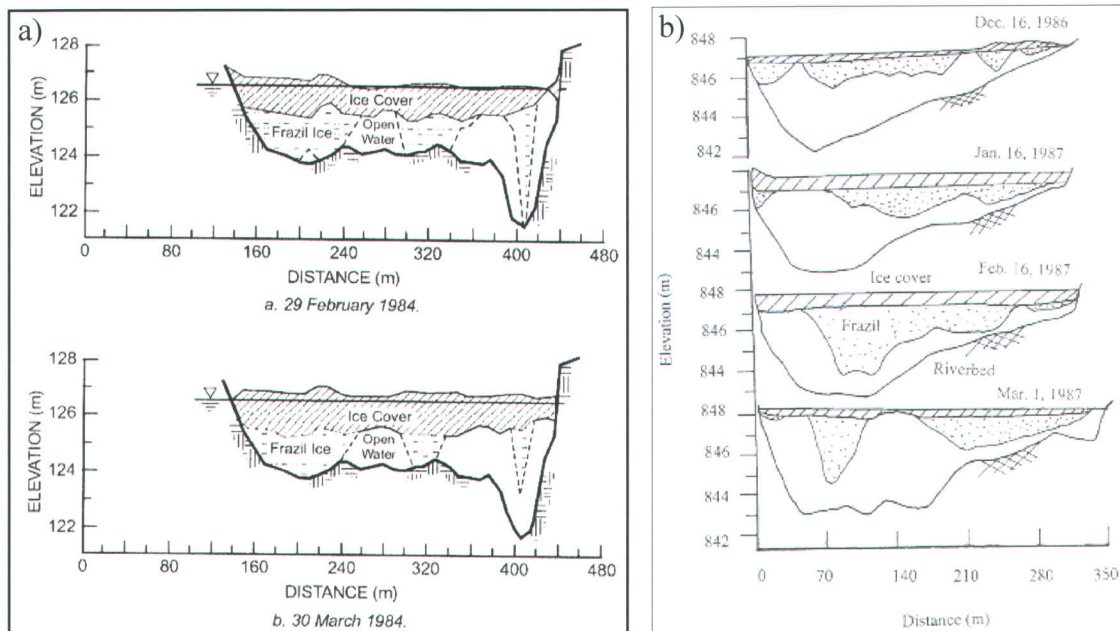 a)
128
126
124
122
ELEVATION (m)
Ice Cover
Frazil Ice
Open
Water
0 80 160 240 320 400 480
DISTANCE (m)
a. 29 February 1984.
128
126
124
122
ELEVATION (m)
Ice Cover
Frazil Ice
Open
Water
0 80 160 240 320 400 480
DISTANCE (m)
b. 30 March 1984.
b)
Dec. 16, 1986
848
846
844
842
Jan. 16, 1987
846
844
Ice cover
Feb. 16, 1987
848
846
844
Frazil
Riverbed
Elevation (m)
Mar. 1, 1987
848
846
844
842
0 70 140 210 280 350
Distance (m)